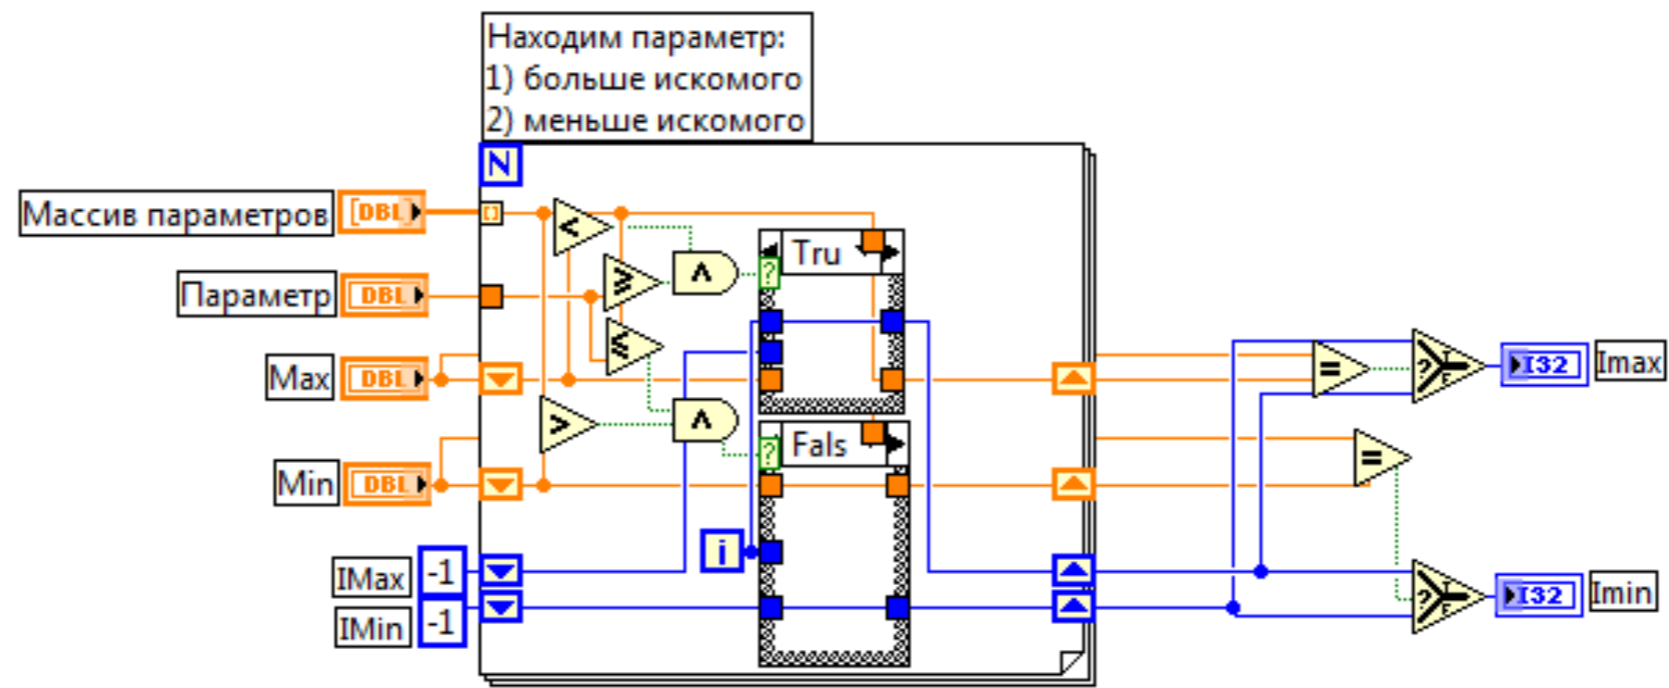 Находим параметр:
1) больше искомого
2) меньше искомого
N
Массив параметров
[DBL]
<
Tru
Параметр
DBL
≥
∧
?
≤
Max
DBL
=
?
T
F
I32
Imax
>
∧
Fals
?
Min
DBL
=
i
IMax
-1
IMin
-1
?
T
F
I32
Imin